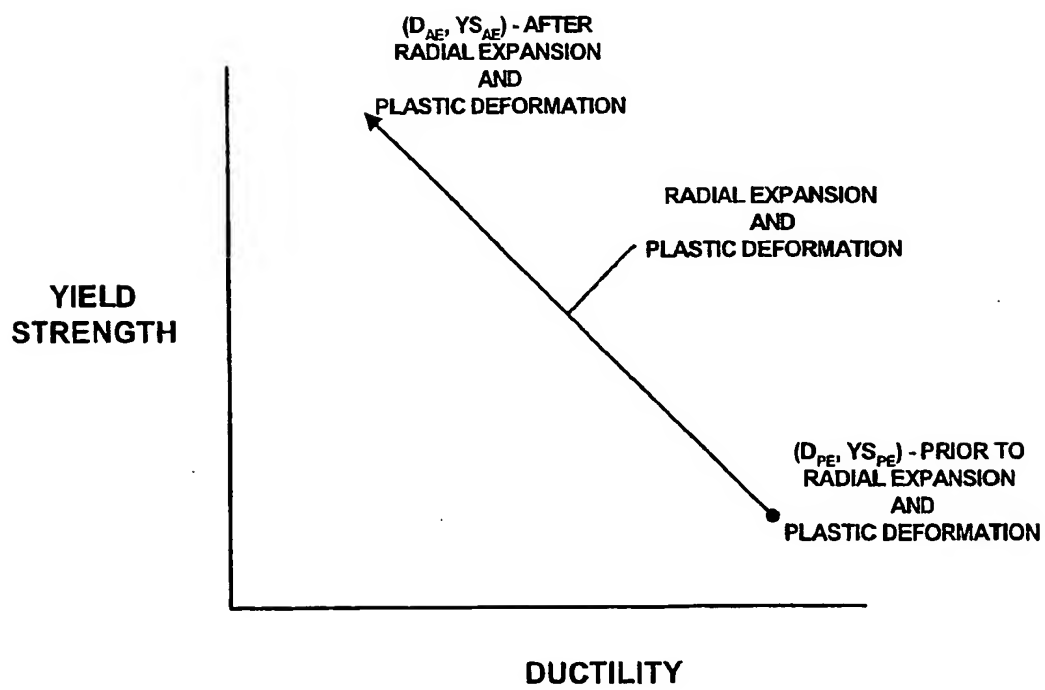 (D_AE, YS_AE) - AFTER
RADIAL EXPANSION
AND
PLASTIC DEFORMATION
RADIAL EXPANSION
AND
PLASTIC DEFORMATION
YIELD
STRENGTH
(D_PE, YS_PE) - PRIOR TO
RADIAL EXPANSION
AND
PLASTIC DEFORMATION
DUCTILITY